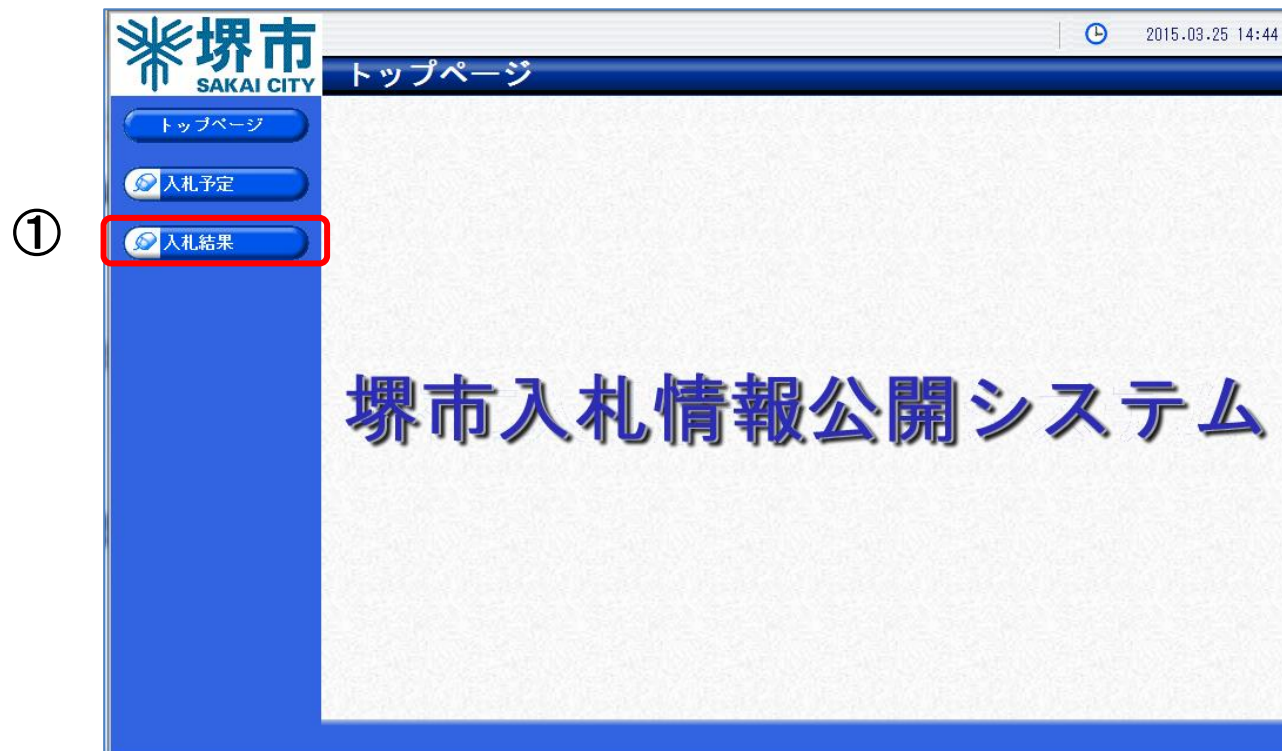 堺市
SAKAI CITY
2015.03.25 14:44
トップページ
トップページ
入札予定
①
入札結果
堺市入札情報公開システム